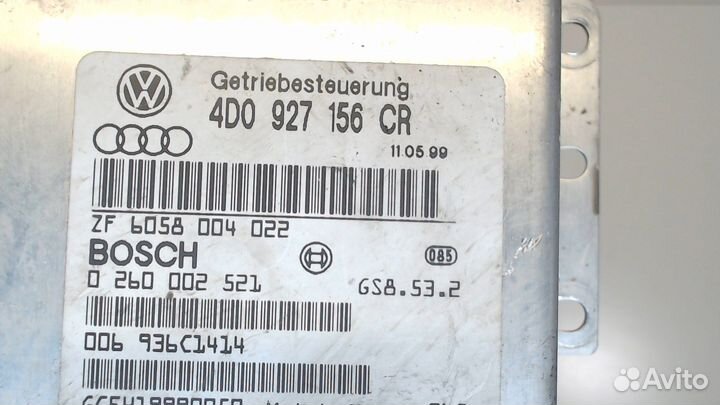 Getriebesteuerung
4D0 927 156 CR
11.05.99
ZF 6058 004 022
BOSCH
085
0 260 002 521
GS8.53.2
006 936C1414
Avito